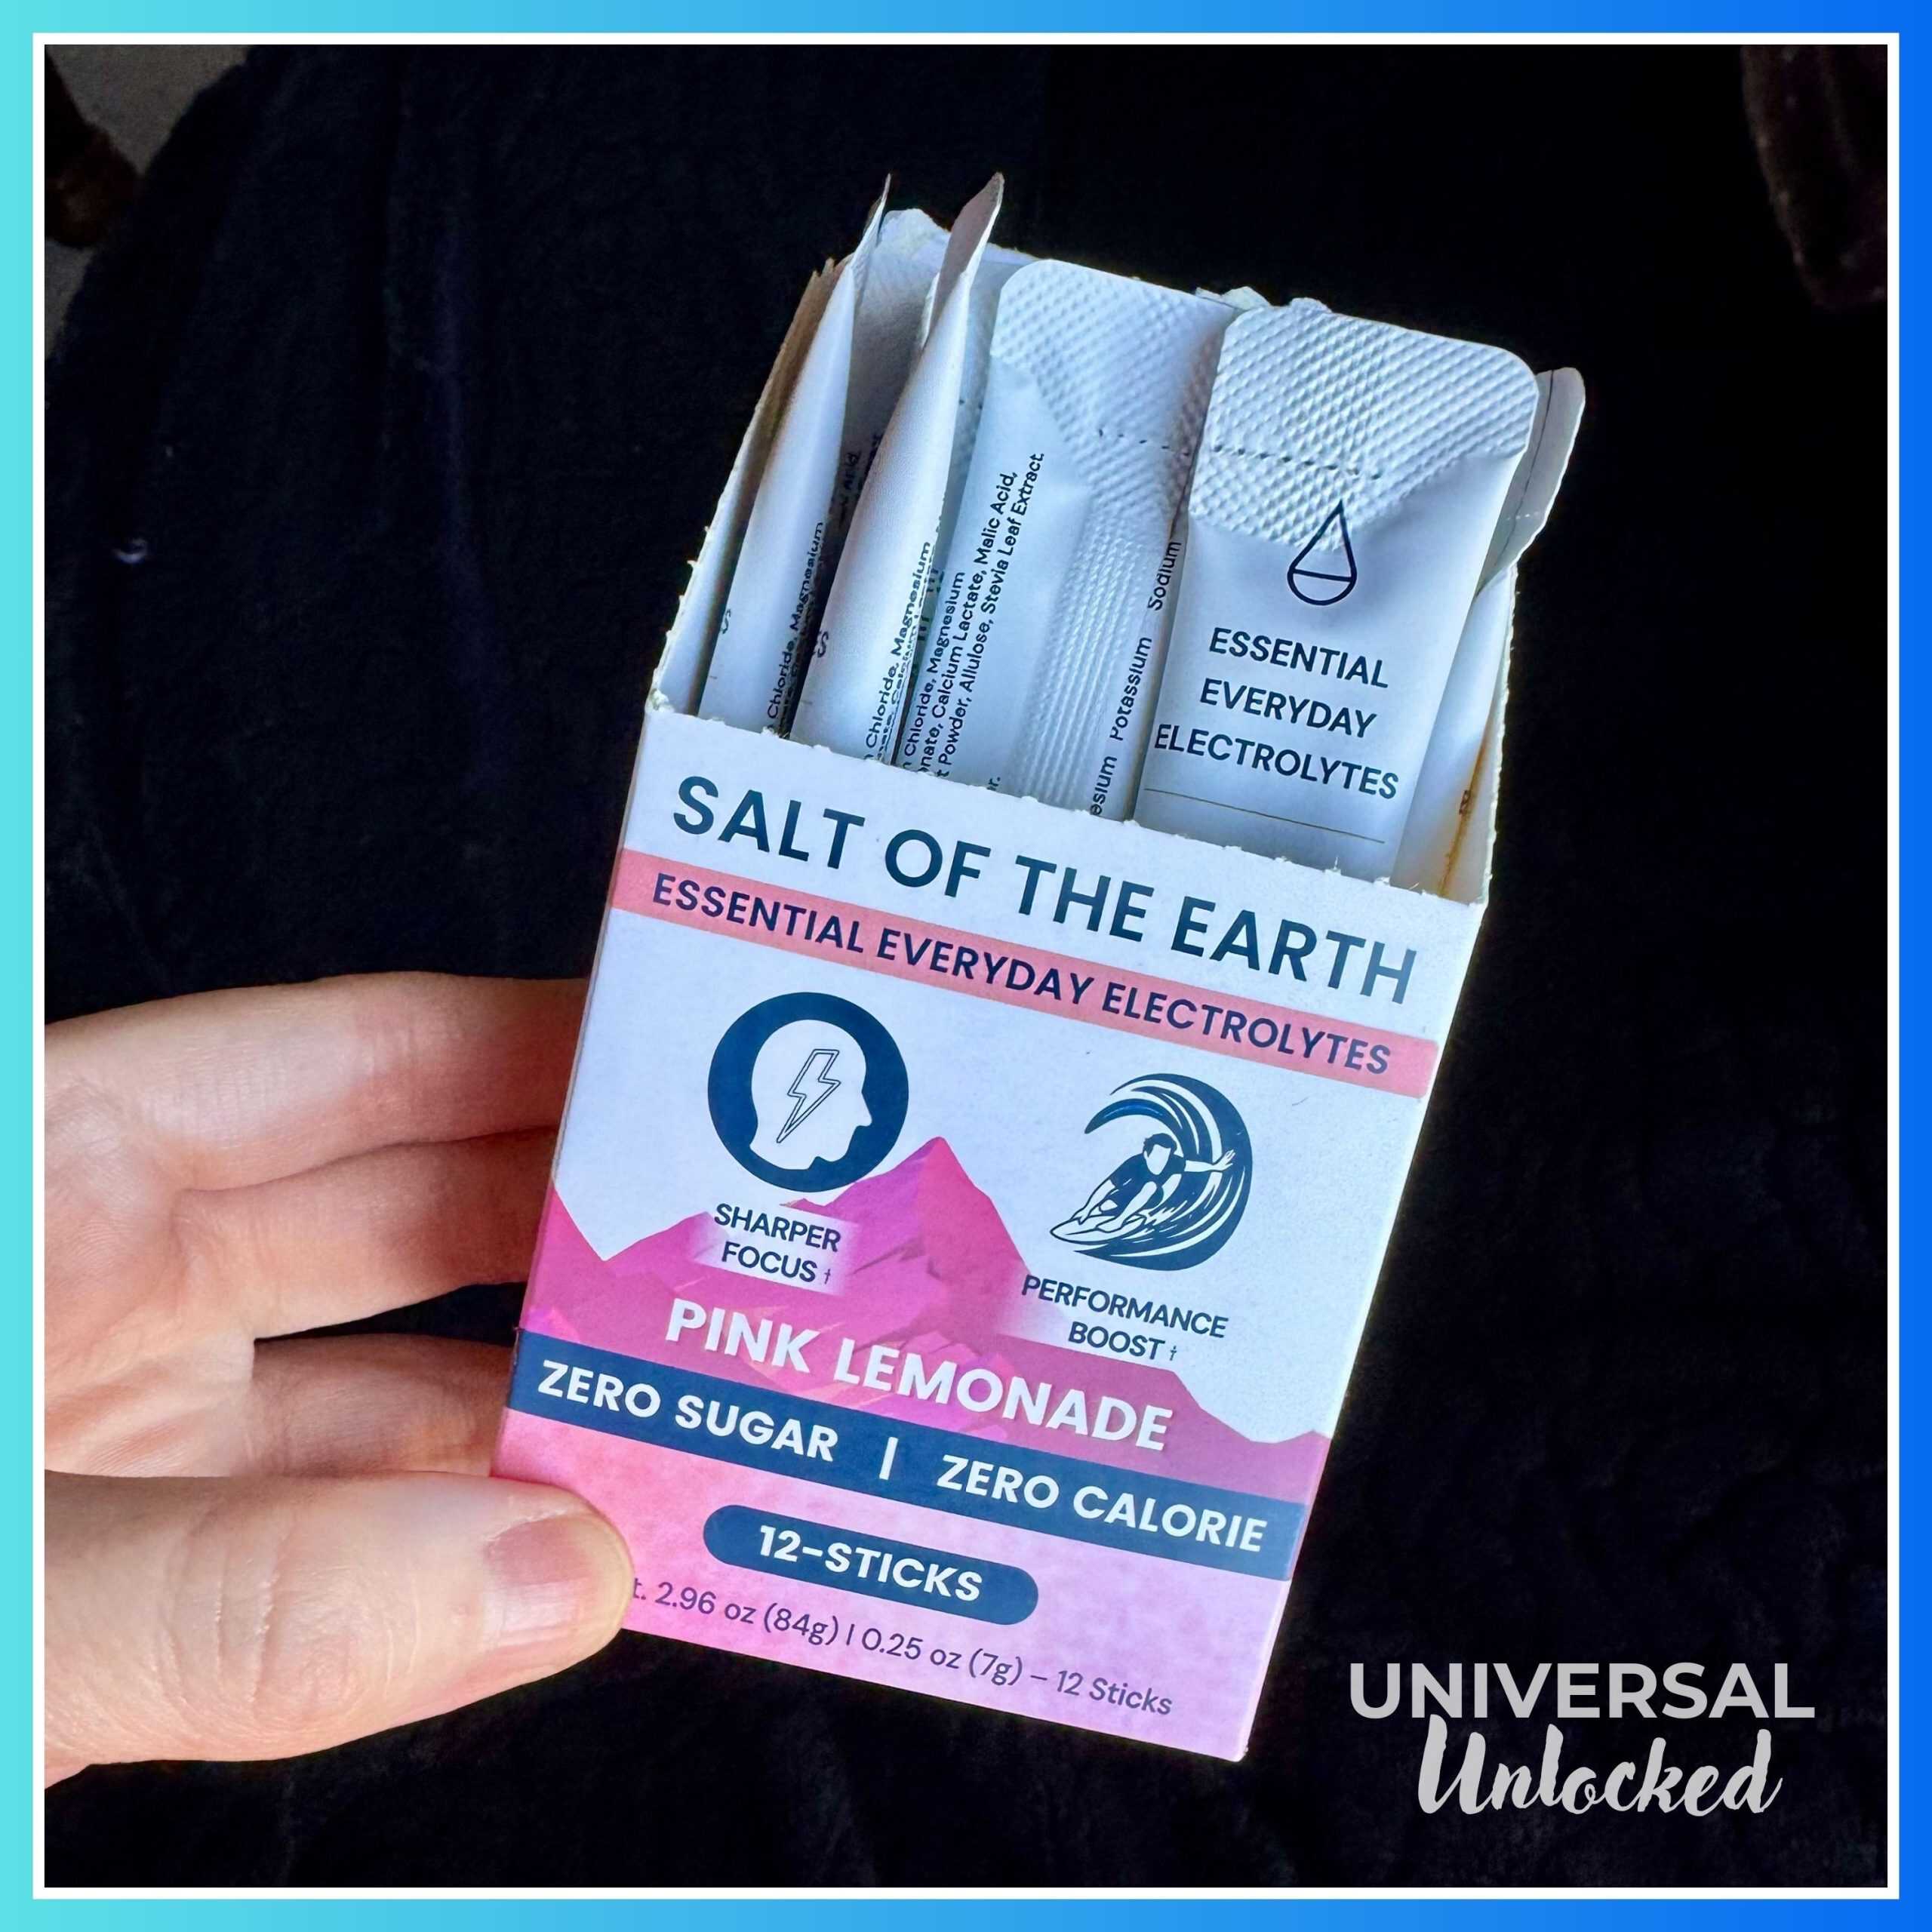 Chloride, Magnesium
Chloride, Magnesium
Chloride, Magnesium
Calcium Lactate, Malic Acid,
Powder, Allulose, Stevia Leaf Extract.
Potassium Sodium
ESSENTIAL
EVERYDAY
ELECTROLYTES
SALT OF THE EARTH
ESSENTIAL EVERYDAY ELECTROLYTES
SHARPER
FOCUS †
PERFORMANCE
BOOST †
PINK LEMONADE
ZERO SUGAR | ZERO CALORIE
12-STICKS
2.96 oz (84g) | 0.25 oz (7g) – 12 Sticks
UNIVERSAL
Unlocked